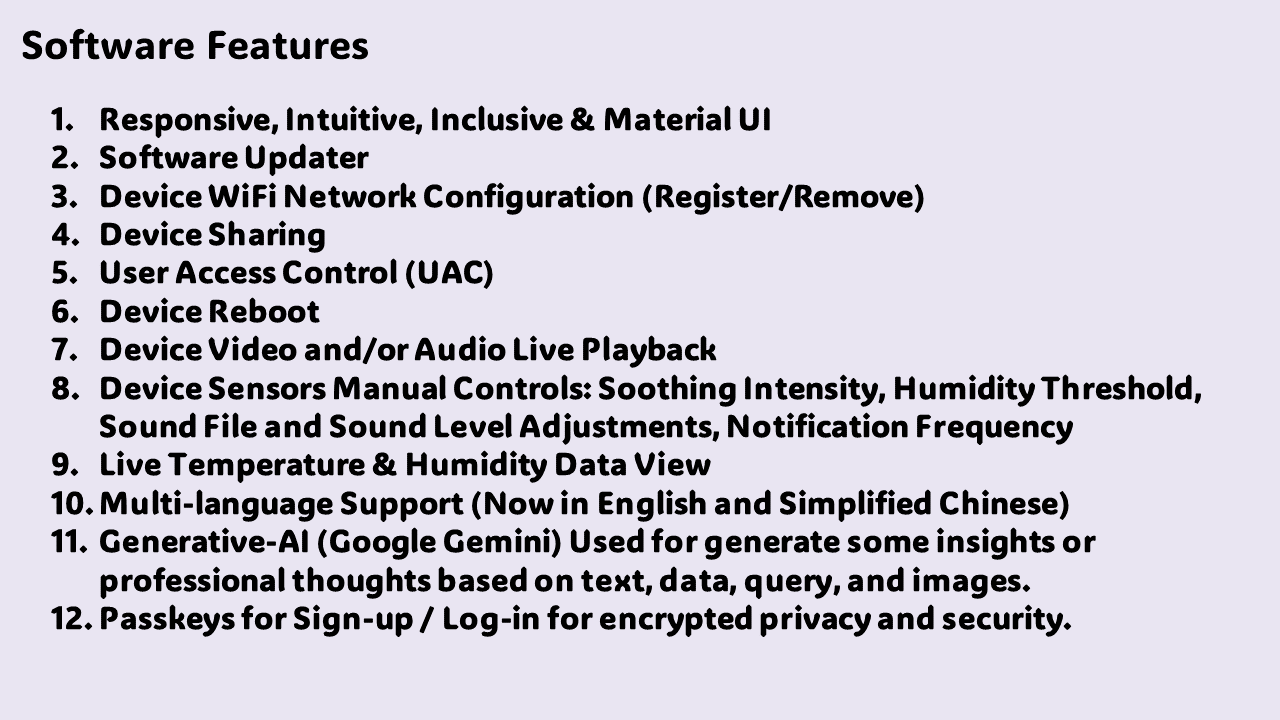 Software Features
1. Responsive, Intuitive, Inclusive & Material UI
2. Software Updater
3. Device WiFi Network Configuration (Register/Remove)
4. Device Sharing
5. User Access Control (UAC)
6. Device Reboot
7. Device Video and/or Audio Live Playback
8. Device Sensors Manual Controls: Soothing Intensity, Humidity Threshold,
Sound File and Sound Level Adjustments, Notification Frequency
9. Live Temperature & Humidity Data View
10. Multi-language Support (Now in English and Simplified Chinese)
11. Generative-AI (Google Gemini) Used for generate some insights or
professional thoughts based on text, data, query, and images.
12. Passkeys for Sign-up / Log-in for encrypted privacy and security.